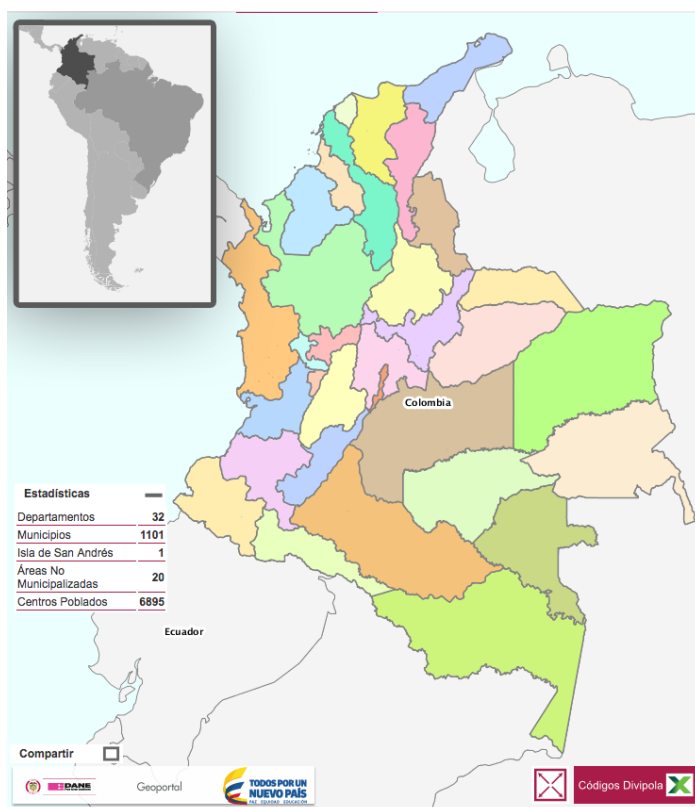 Colombia
Estadísticas
Departamentos 32
Municipios 1101
Isla de San Andrés 1
Áreas No
Municipalizadas 20
Centros Poblados 6895
Ecuador
Compartir
DANE
Geoportal
TODOS POR UN
NUEVO PAÍS
PAZ EQUIDAD EDUCACIÓN
Códigos Divipola